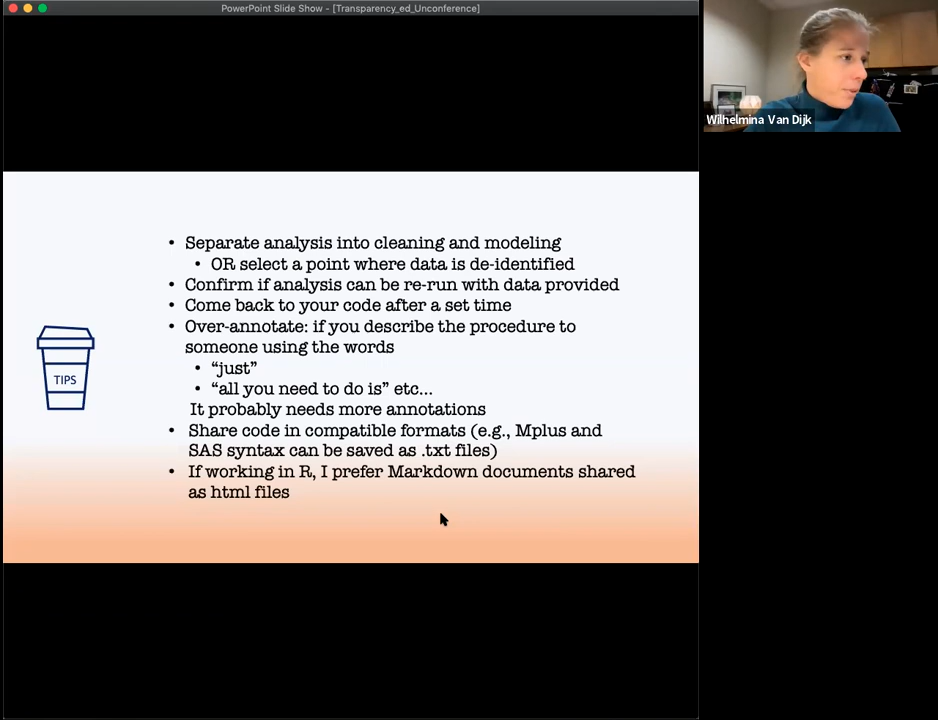 PowerPoint Slide Show - [Transparency_ed_Unconference]
Wilhelmina Van Dijk
• Separate analysis into cleaning and modeling
• OR select a point where data is de-identified
• Confirm if analysis can be re-run with data provided
• Come back to your code after a set time
• Over-annotate: if you describe the procedure to
someone using the words
• “just”
• “all you need to do is” etc...
It probably needs more annotations
• Share code in compatible formats (e.g., Mplus and
SAS syntax can be saved as .txt files)
• If working in R, I prefer Markdown documents shared
as html files
TIPS